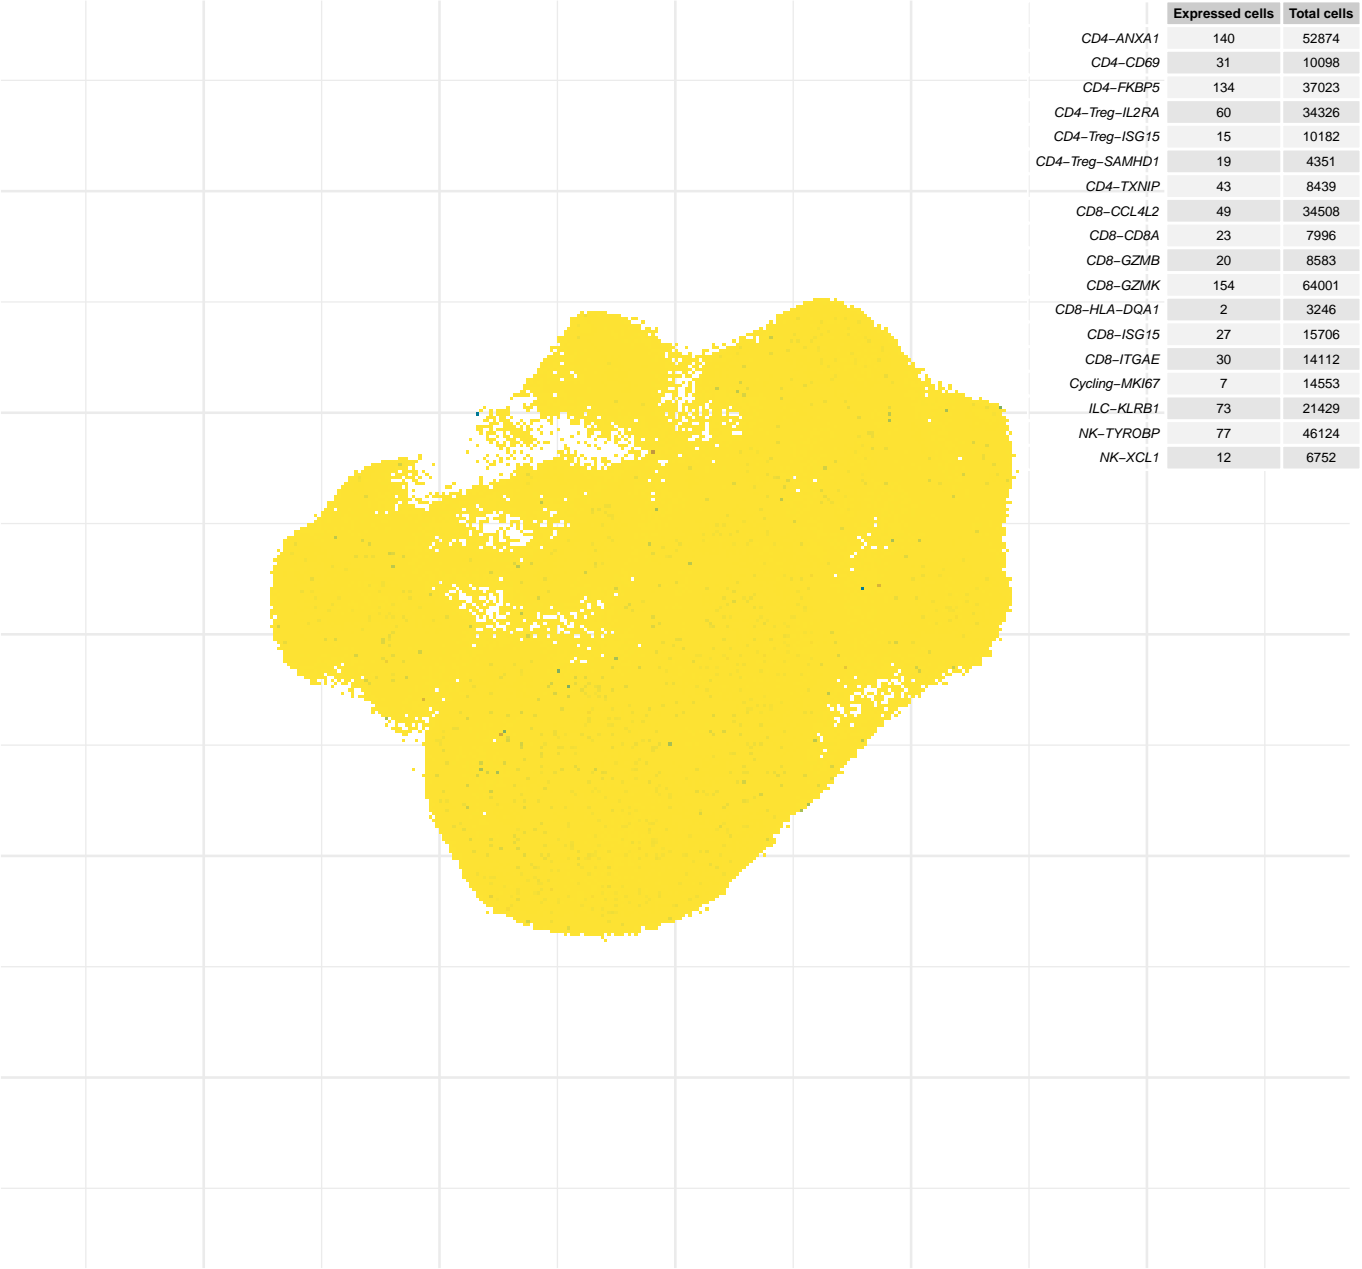 Expressed cells Total cells
CD4−ANXA1 140 52874
CD4−CD69 31 10098
CD4−FKBP5 134 37023
CD4−Treg−IL2RA 60 34326
CD4−Treg−ISG15 15 10182
CD4−Treg−SAMHD1 19 4351
CD4−TXNIP 43 8439
CD8−CCL4L2 49 34508
CD8−CD8A 23 7996
CD8−GZMB 20 8583
CD8−GZMK 154 64001
CD8−HLA−DQA1 2 3246
CD8−ISG15 27 15706
CD8−ITGAE 30 14112
Cycling−MKI67 7 14553
ILC−KLRB1 73 21429
NK−TYROBP 77 46124
NK−XCL1 12 6752